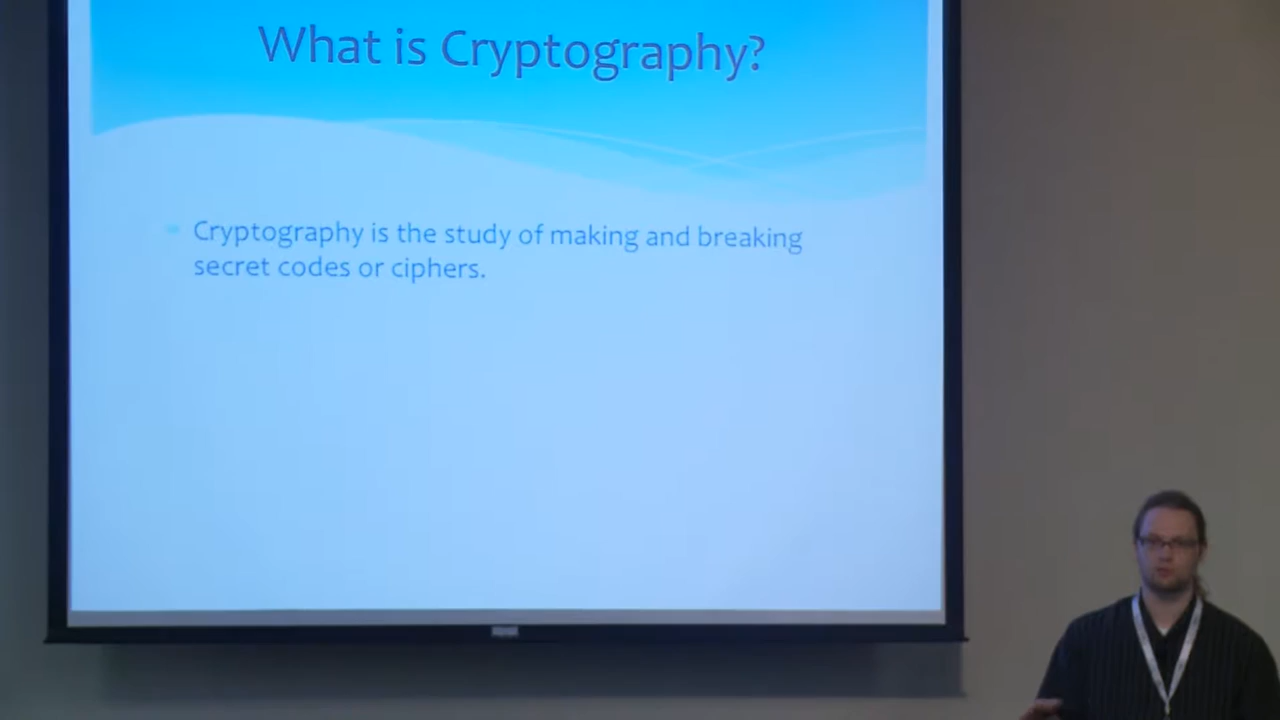 What is Cryptography?
Cryptography is the study of making and breaking
secret codes or ciphers.